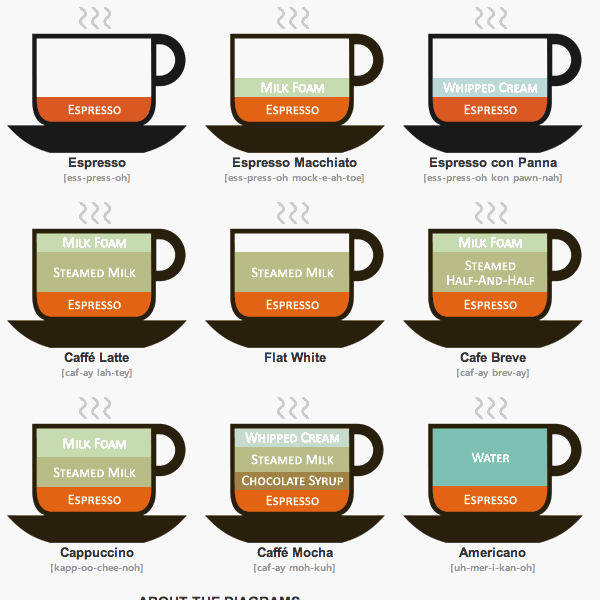 Espresso
Espresso
[ess-press-oh]
Milk Foam
Espresso
Espresso Macchiato
[ess-press-oh mock-e-ah-toe]
Whipped Cream
Espresso
Espresso con Panna
[ess-press-oh kon pawn-nah]
Milk Foam
Steamed Milk
Espresso
Caffé Latte
[caf-ay lah-tey]
Steamed Milk
Espresso
Flat White
Milk Foam
Steamed
Half-And-Half
Espresso
Cafe Breve
[caf-ay brev-ay]
Milk Foam
Steamed Milk
Espresso
Cappuccino
[kapp-oo-chee-noh]
Whipped Cream
Steamed Milk
Chocolate Syrup
Espresso
Caffé Mocha
[caf-ay moh-kuh]
Water
Espresso
Americano
[uh-mer-i-kan-oh]
ABOUT THE DIAGRAMS